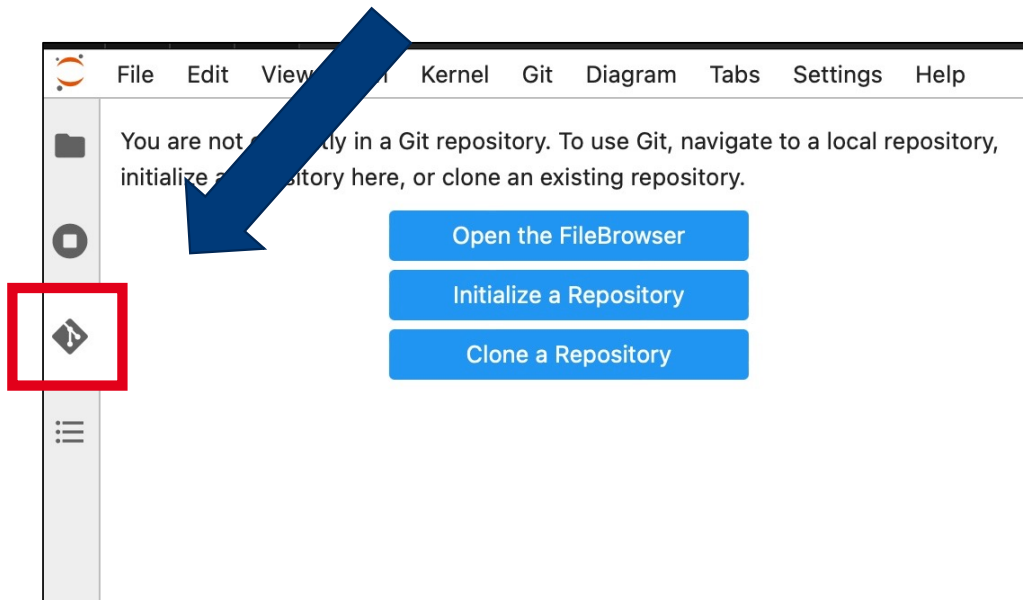 File Edit View Kernel Git Diagram Tabs Settings Help
You are not in a Git repository. To use Git, navigate to a local repository,
initialize here, or clone an existing repository.
Open the FileBrowser
Initialize a Repository
Clone a Repository